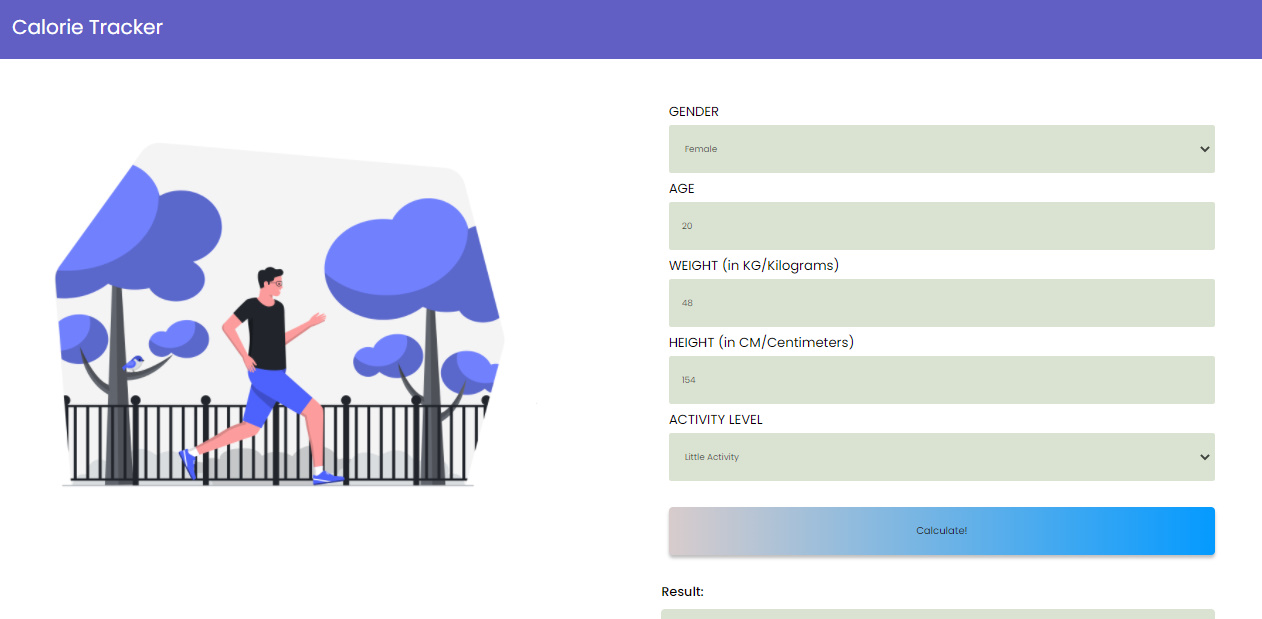 Calorie Tracker
GENDER
Female
AGE
20
WEIGHT (in KG/Kilograms)
48
HEIGHT (in CM/Centimeters)
154
ACTIVITY LEVEL
Little Activity
Calculate!
Result: